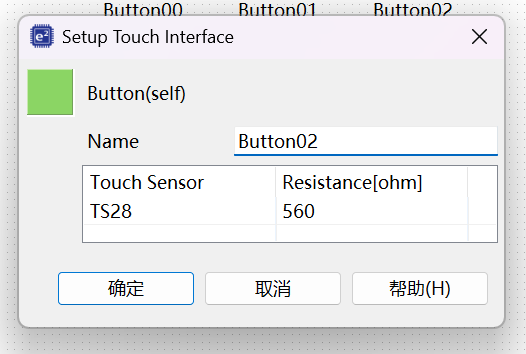 Button00 Button01 Button02
e² Setup Touch Interface
Button(self)
Name Button02
Touch Sensor Resistance[ohm]
TS28 560
确定 取消 帮助(H)